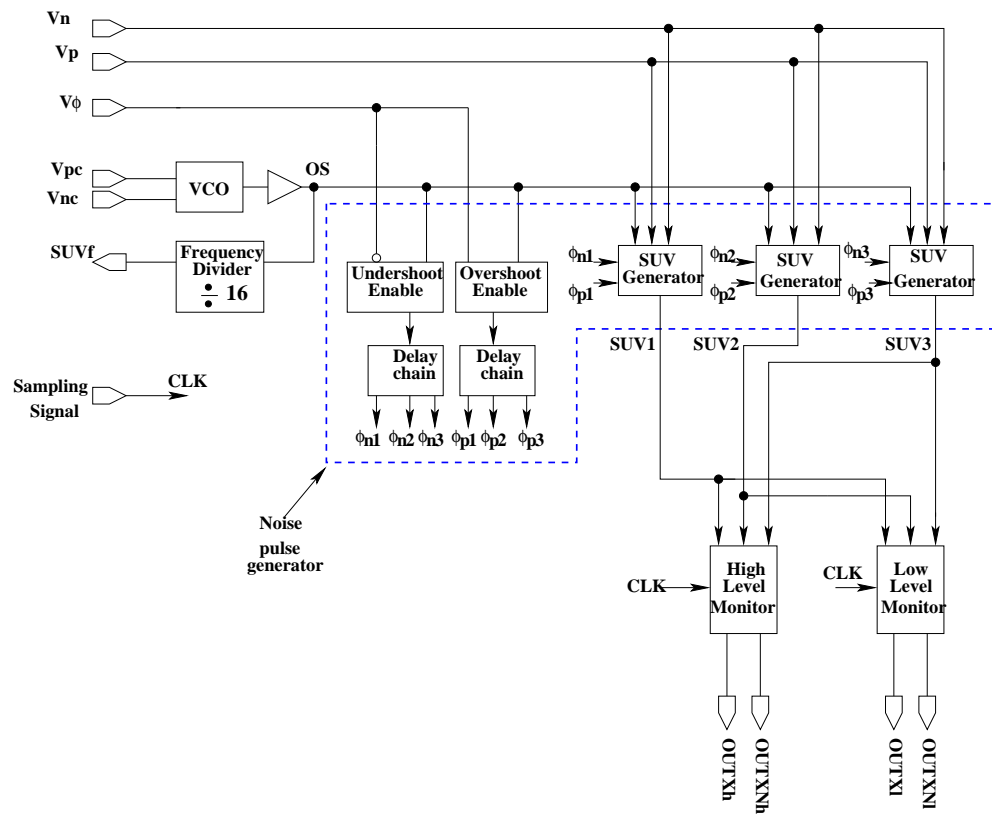 Vn
Vp
Vϕ
Vpc
Vnc
VCO
OS
SUVf
Frequency
Divider
÷ 16
Undershoot
Enable
Overshoot
Enable
ϕn1
ϕp1
SUV
Generator
ϕn2
ϕp2
SUV
Generator
ϕn3
ϕp3
SUV
Generator
SUV1
SUV2
SUV3
Delay
chain
Delay
chain
Sampling
Signal
CLK
ϕn1
ϕn2
ϕn3
ϕp1
ϕp2
ϕp3
Noise
pulse
generator
CLK
High
Level
Monitor
CLK
Low
Level
Monitor
OUTXh
OUTXNh
OUTXl
OUTXNl